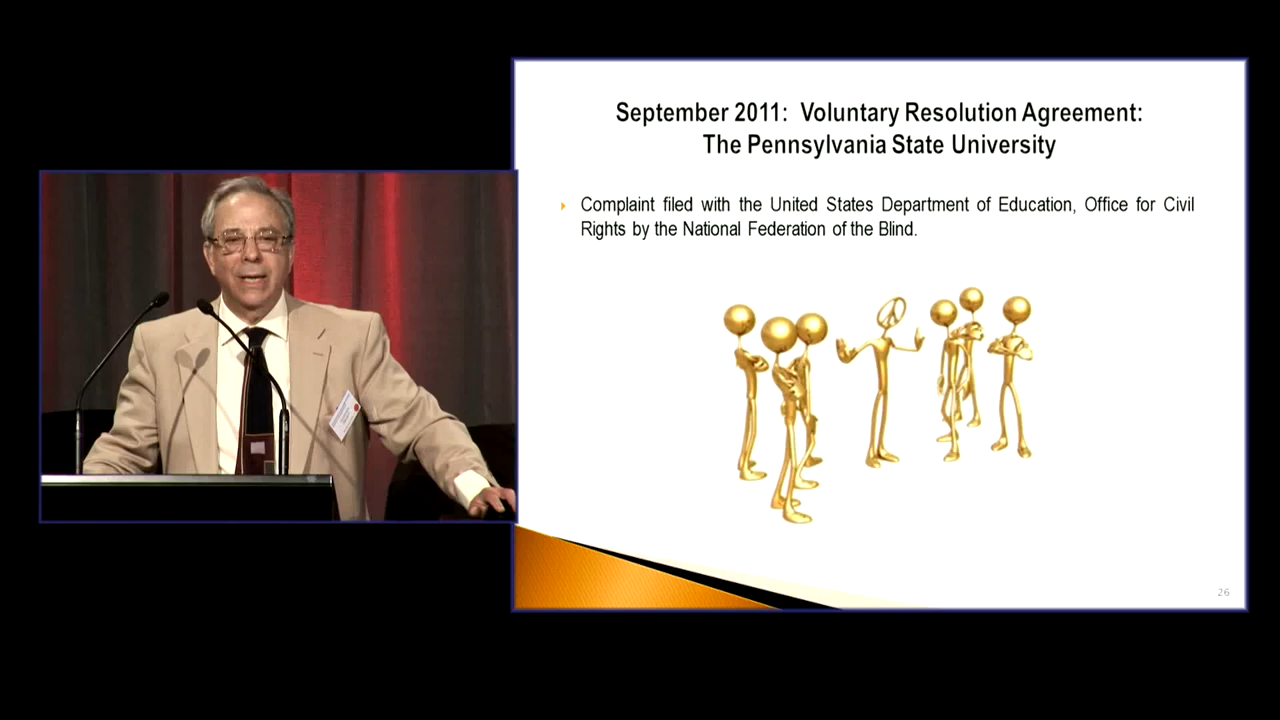 September 2011: Voluntary Resolution Agreement:
The Pennsylvania State University
Complaint filed with the United States Department of Education, Office for Civil
Rights by the National Federation of the Blind.
26